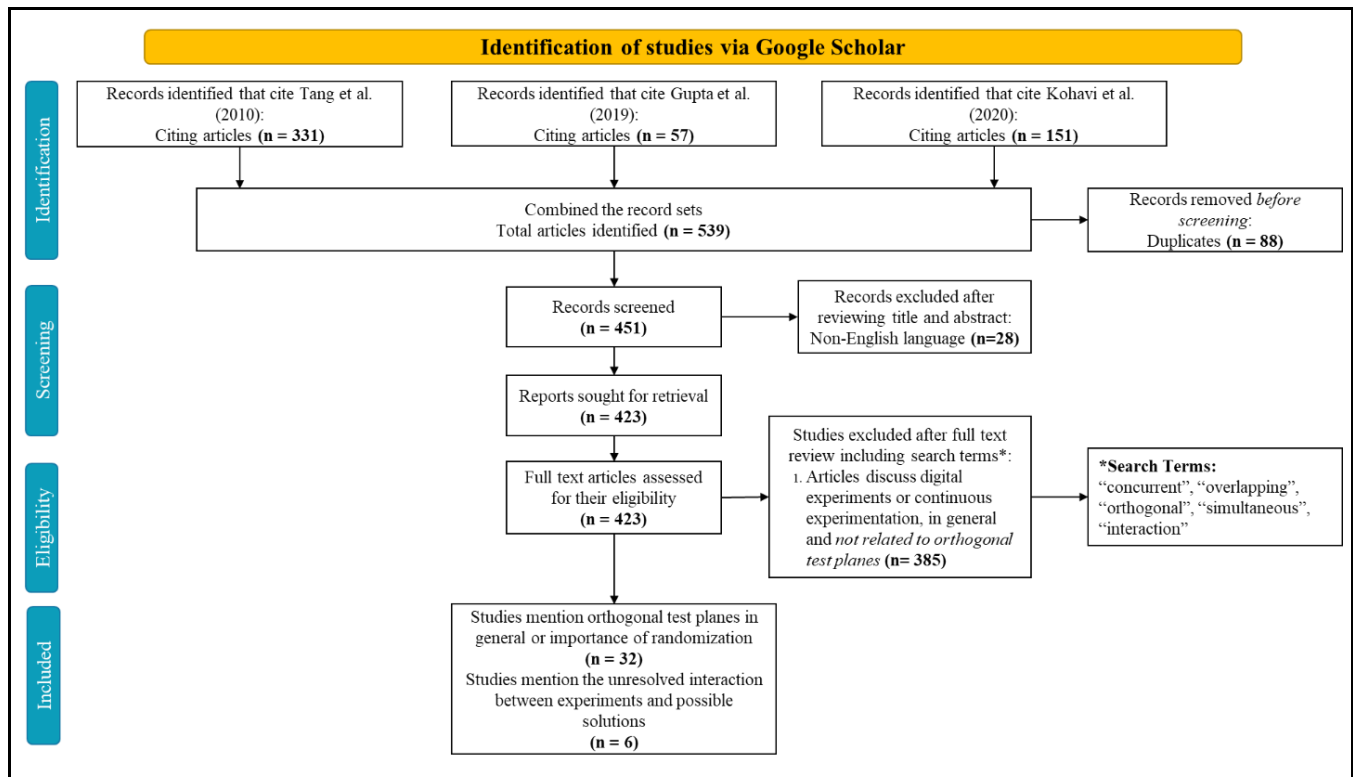 Identification of studies via Google Scholar
Identification
Records identified that cite Tang et al.
(2010):
Citing articles (n = 331)
Records identified that cite Gupta et al.
(2019):
Citing articles (n = 57)
Records identified that cite Kohavi et al.
(2020):
Citing articles (n = 151)
Combined the record sets
Total articles identified (n = 539)
Records removed before
screening:
Duplicates (n = 88)
Screening
Records screened
(n = 451)
Records excluded after
reviewing title and abstract:
Non-English language (n=28)
Reports sought for retrieval
(n = 423)
Eligibility
Full text articles assessed
for their eligibility
(n = 423)
Studies excluded after full text
review including search terms*:
1. Articles discuss digital
experiments or continuous
experimentation, in general
and not related to orthogonal
test planes (n= 385)
*Search Terms:
“concurrent”, “overlapping”,
“orthogonal”, “simultaneous”,
“interaction”
Included
Studies mention orthogonal test planes in
general or importance of randomization
(n = 32)
Studies mention the unresolved interaction
between experiments and possible
solutions
(n = 6)